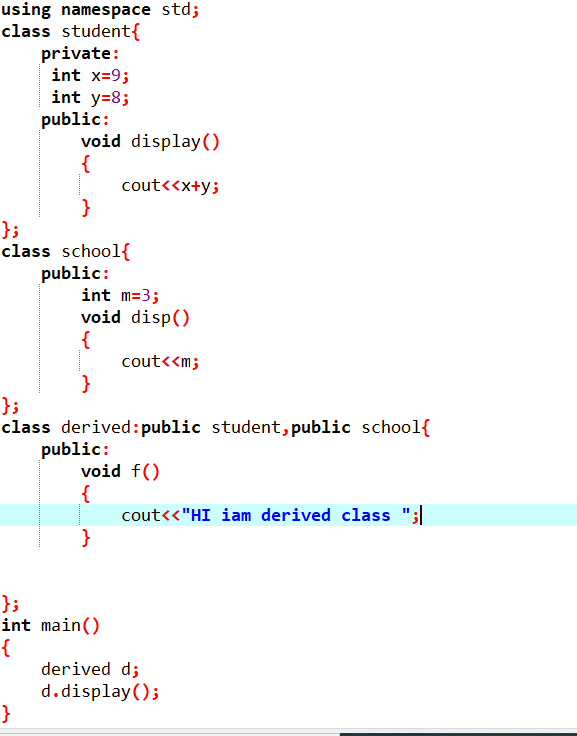 using namespace std;
class student{
    private:
     int x=9;
     int y=8;
    public:
        void display()
        {
            cout<<x+y;
        }
};
class school{
    public:
        int m=3;
        void disp()
        {
            cout<<m;
        }
};
class derived:public student,public school{
    public:
        void f()
        {
            cout<<"HI iam derived class ";
        }
};
int main()
{
    derived d;
    d.display();
}